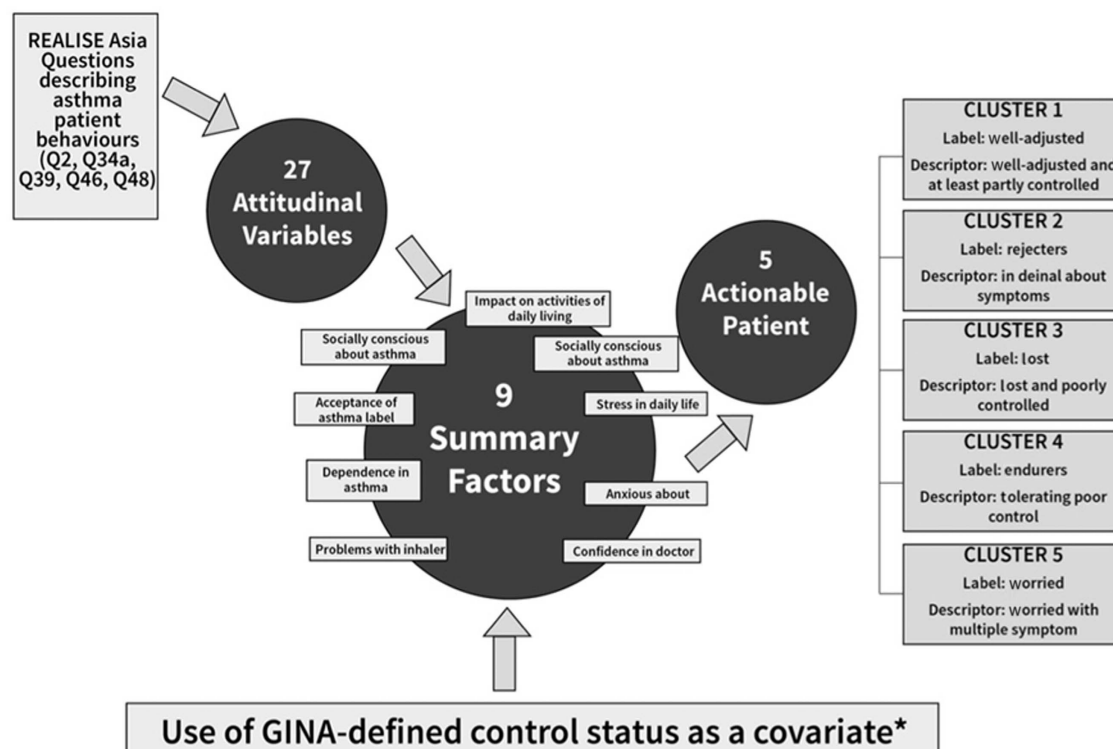 REALISE Asia
Questions
describing
asthma
patient
behaviours
(Q2, Q34a,
Q39, Q46, Q48)
27
Attitudinal
Variables
Impact on activities of
daily living
Socially conscious
about asthma
Socially conscious
about asthma
Acceptance of
asthma label
Stress in daily life
9
Summary
Factors
Dependence in
asthma
Anxious about
Problems with inhaler
Confidence in doctor
5
Actionable
Patient
CLUSTER 1
Label: well-adjusted
Descriptor: well-adjusted and
at least partly controlled
CLUSTER 2
Label: rejecters
Descriptor: in deinal about
symptoms
CLUSTER 3
Label: lost
Descriptor: lost and poorly
controlled
CLUSTER 4
Label: endurers
Descriptor: tolerating poor
control
CLUSTER 5
Label: worried
Descriptor: worried with
multiple symptom
Use of GINA-defined control status as a covariate*